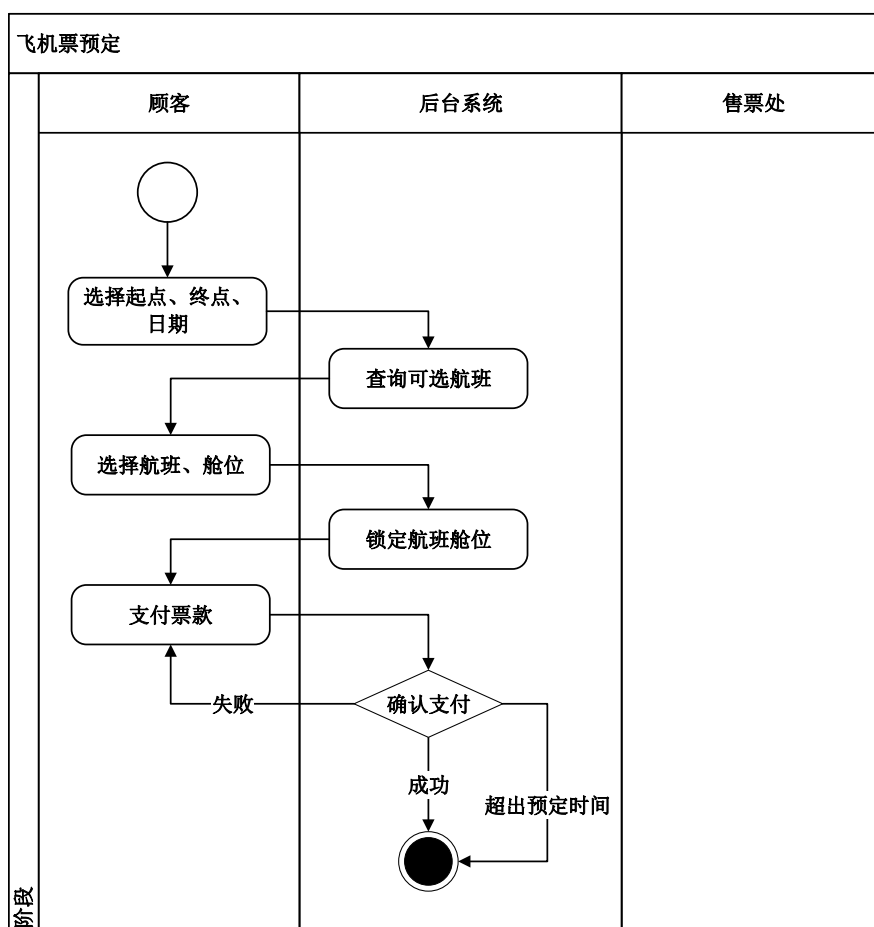 飞机票预定
顾客
后台系统
售票处
选择起点、终点、
日期
查询可选航班
选择航班、舱位
锁定航班舱位
支付票款
确认支付
失败
成功
超出预定时间
阶段